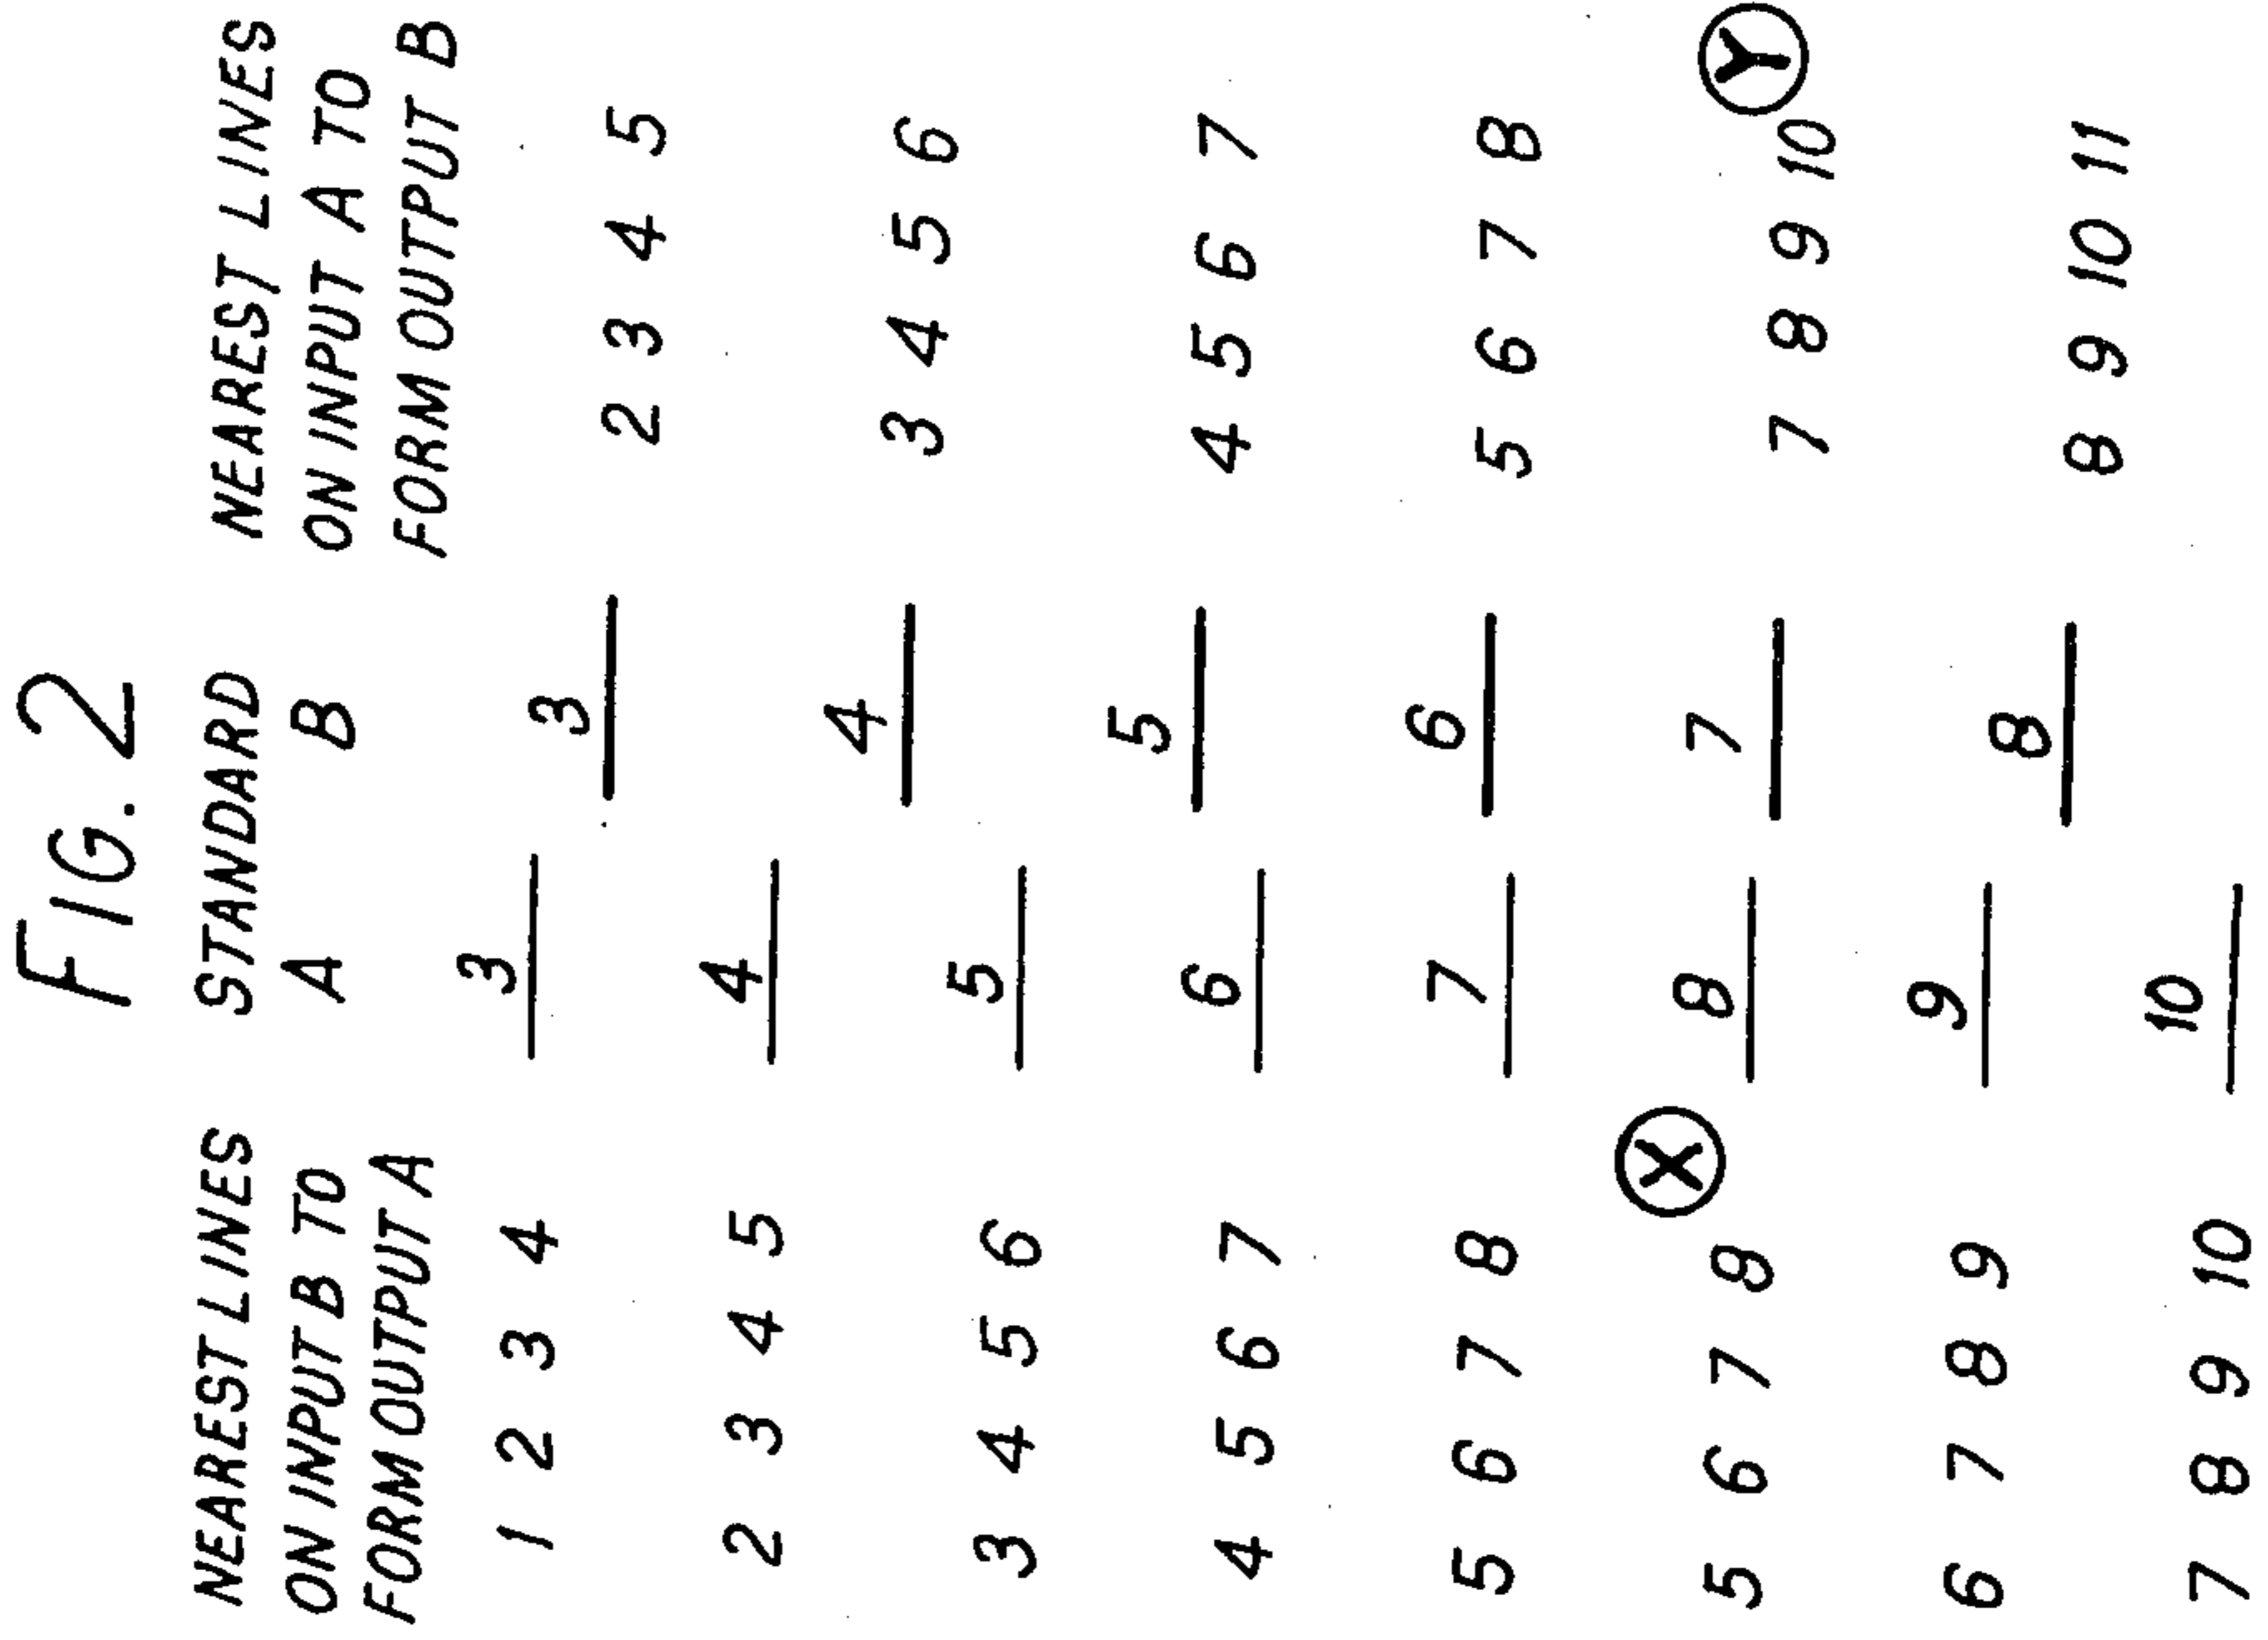 FIG. 2
NEAREST LINES STANDARD NEAREST LINES
ON INPUT B TO A B ON INPUT A TO
FORM OUTPUT A FORM OUTPUT B
1 2 3 4 3
3 2 3 4 5
2 3 4 5 4
4 3 4 5 6
3 4 5 6 5
5 4 5 6 7
4 5 6 7 6
5 6 7 8 7 6 5 6 7 8
X Y
5 6 7 8 8 7 7 8 9 10
6 7 8 9 9
8 8 9 10 11
7 8 9 10 10